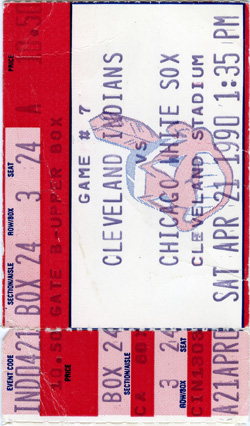 SECTION/AISLE ROW/BOX SEAT PRICE
BOX 24 3 24 A 10.50
GATE B-UPPER BOX
GAME # 7
CLEVELAND INDIANS
VS
CHICAGO WHITE SOX
CLEVELAND STADIUM
SAT APR 21 1990 1:35 PM
EVENT CODE
IND0421
10.50
SECTION/AISLE
BOX 24
CA
ROW/BOX SEAT
3 24
CIN1303
A21APR